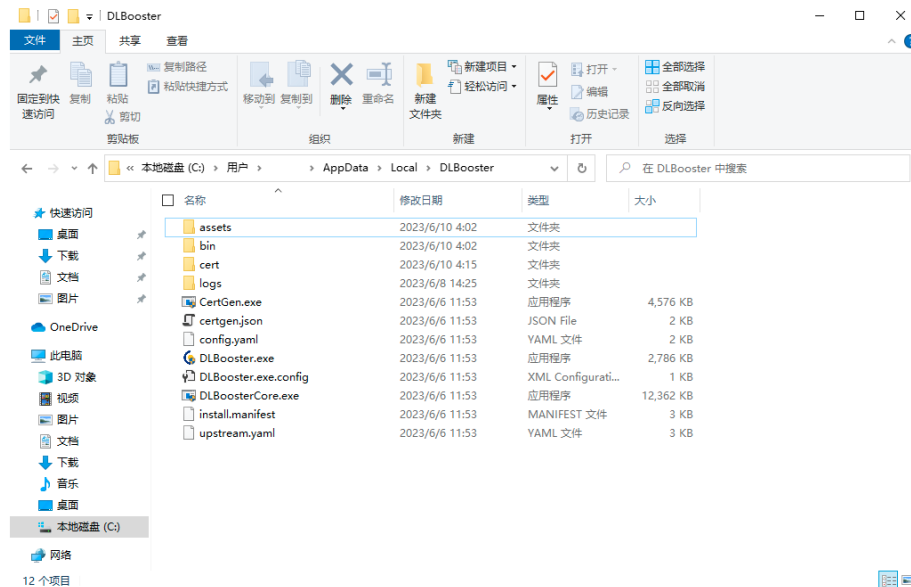 DLBooster
文件 主页 共享 查看
固定到快速访问 复制 粘贴 复制路径 粘贴快捷方式 剪切
移动到 复制到 删除 重命名
新建文件夹 新建项目 轻松访问
属性 打开 编辑 历史记录
全部选择 全部取消 反向选择
剪贴板 组织 新建 打开 选择
« 本地磁盘 (C:) › 用户 › › AppData › Local › DLBooster
在 DLBooster 中搜索
名称 修改日期 类型 大小
快速访问
桌面
下载
文档
图片
OneDrive
此电脑
3D 对象
视频
图片
文档
下载
音乐
桌面
本地磁盘 (C:)
网络
assets 2023/6/10 4:02 文件夹
bin 2023/6/10 4:02 文件夹
cert 2023/6/10 4:15 文件夹
logs 2023/6/8 14:25 文件夹
CertGen.exe 2023/6/6 11:53 应用程序 4,576 KB
certgen.json 2023/6/6 11:53 JSON File 2 KB
config.yaml 2023/6/6 11:53 YAML 文件 2 KB
DLBooster.exe 2023/6/6 11:53 应用程序 2,786 KB
DLBooster.exe.config 2023/6/6 11:53 XML Configurati... 1 KB
DLBoosterCore.exe 2023/6/6 11:53 应用程序 12,362 KB
install.manifest 2023/6/6 11:53 MANIFEST 文件 3 KB
upstream.yaml 2023/6/6 11:53 YAML 文件 3 KB
12 个项目